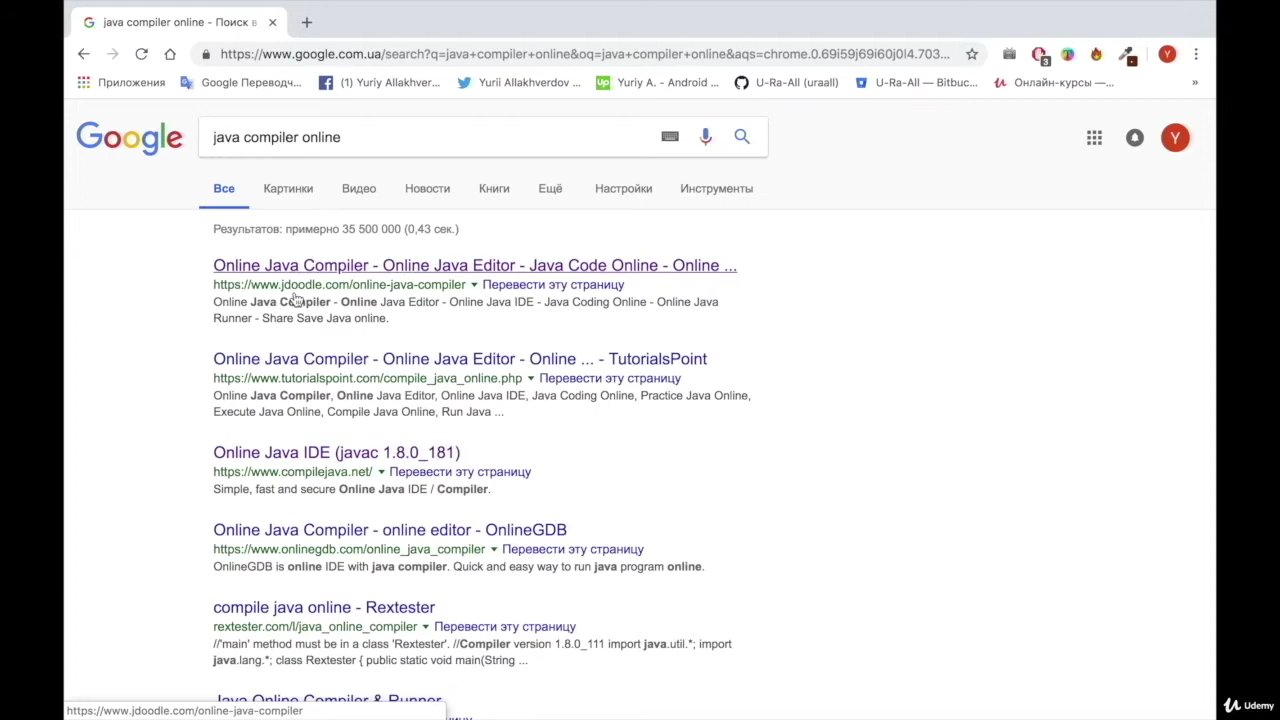 java compiler online - Поиск в
https://www.google.com.ua/search?q=java+compiler+online&oq=java+compiler+online&aqs=chrome.0.69i59j69i60j0l4.703...
3
Y
Приложения
Google Переводч...
(1) Yuriy Allakhver...
Yurii Allakhverdov ...
Up
Yuriy A. - Android ...
U-Ra-All (uraall)
U-Ra-All — Bitbuc...
Онлайн-курсы —...
»
Google
java compiler online
Y
Все
Картинки
Видео
Новости
Книги
Ещё
Настройки
Инструменты
Результатов: примерно 35 500 000 (0,43 сек.)
Online Java Compiler - Online Java Editor - Java Code Online - Online ...
https://www.jdoodle.com/online-java-compiler Перевести эту страницу
Online Java Compiler - Online Java Editor - Online Java IDE - Java Coding Online - Online Java
Runner - Share Save Java online.
Online Java Compiler - Online Java Editor - Online ... - TutorialsPoint
https://www.tutorialspoint.com/compile_java_online.php Перевести эту страницу
Online Java Compiler, Online Java Editor, Online Java IDE, Java Coding Online, Practice Java Online,
Execute Java Online, Compile Java Online, Run Java ...
Online Java IDE (javac 1.8.0_181)
https://www.compilejava.net/ Перевести эту страницу
Simple, fast and secure Online Java IDE / Compiler.
Online Java Compiler - online editor - OnlineGDB
https://www.onlinegdb.com/online_java_compiler Перевести эту страницу
OnlineGDB is online IDE with java compiler. Quick and easy way to run java program online.
compile java online - Rextester
rextester.com/l/java_online_compiler Перевести эту страницу
//'main' method must be in a class 'Rextester'. //Compiler version 1.8.0_111 import java.util.*; import
java.lang.*; class Rextester { public static void main(String ...
Java Online Compiler & Runner
https://www.jdoodle.com/online-java-compiler
Udemy